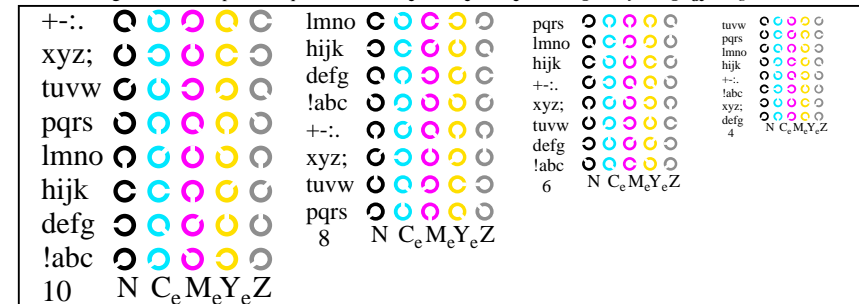 +-:.
xyz;
tuvw
pqrs
lmno
hijk
defg
!abc
10 N CeMeYeZ
lmno
hijk
defg
!abc
+-:.
xyz;
tuvw
pqrs
8 N CeMeYeZ
pqrs
lmno
hijk
+-:.
xyz;
tuvw
defg
!abc
6 N CeMeYeZ
tuvw
pqrs
lmno
hijk
+-:.
!abc
xyz;
defg
4 N CeMeYeZ